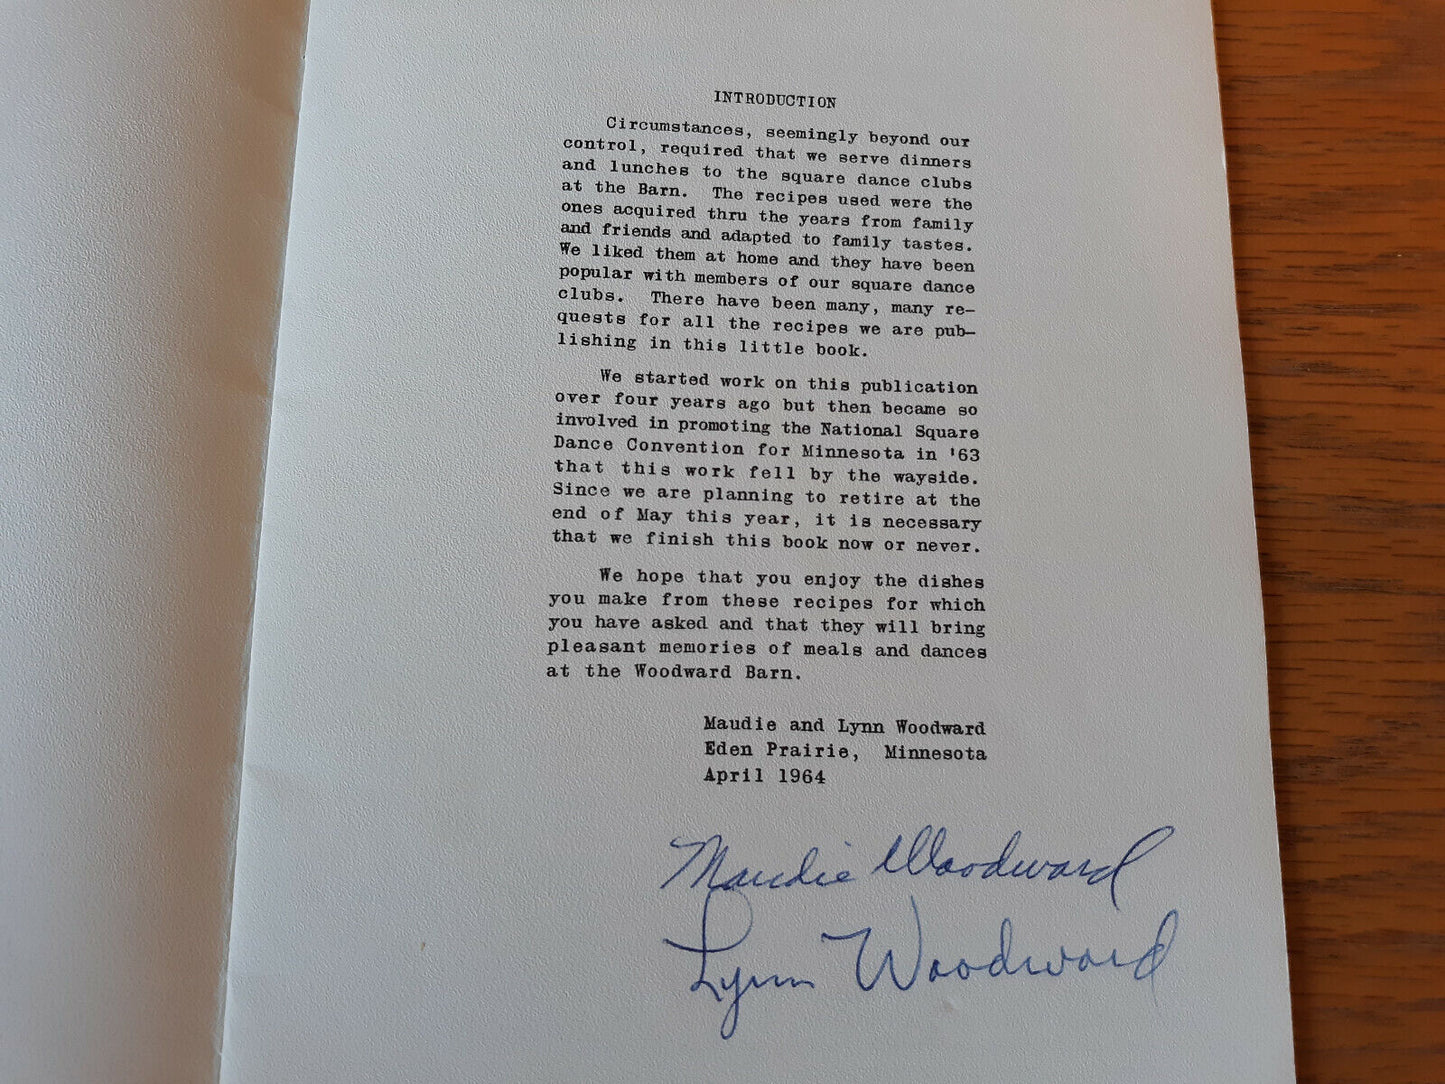 INTRODUCTION
Circumstances, seemingly beyond our
control, required that we serve dinners
and lunches to the square dance clubs
at the Barn. The recipes used were the
ones acquired thru the years from family
and friends and adapted to family tastes.
We liked them at home and they have been
popular with members of our square dance
clubs. There have been many, many re-
quests for all the recipes we are pub-
lishing in this little book.
We started work on this publication
over four years ago but then became so
involved in promoting the National Square
Dance Convention for Minnesota in '63
that this work fell by the wayside.
Since we are planning to retire at the
end of May this year, it is necessary
that we finish this book now or never.
We hope that you enjoy the dishes
you make from these recipes for which
you have asked and that they will bring
pleasant memories of meals and dances
at the Woodward Barn.
Maudie and Lynn Woodward
Eden Prairie, Minnesota
April 1964
Maudie Woodward
Lynn Woodward